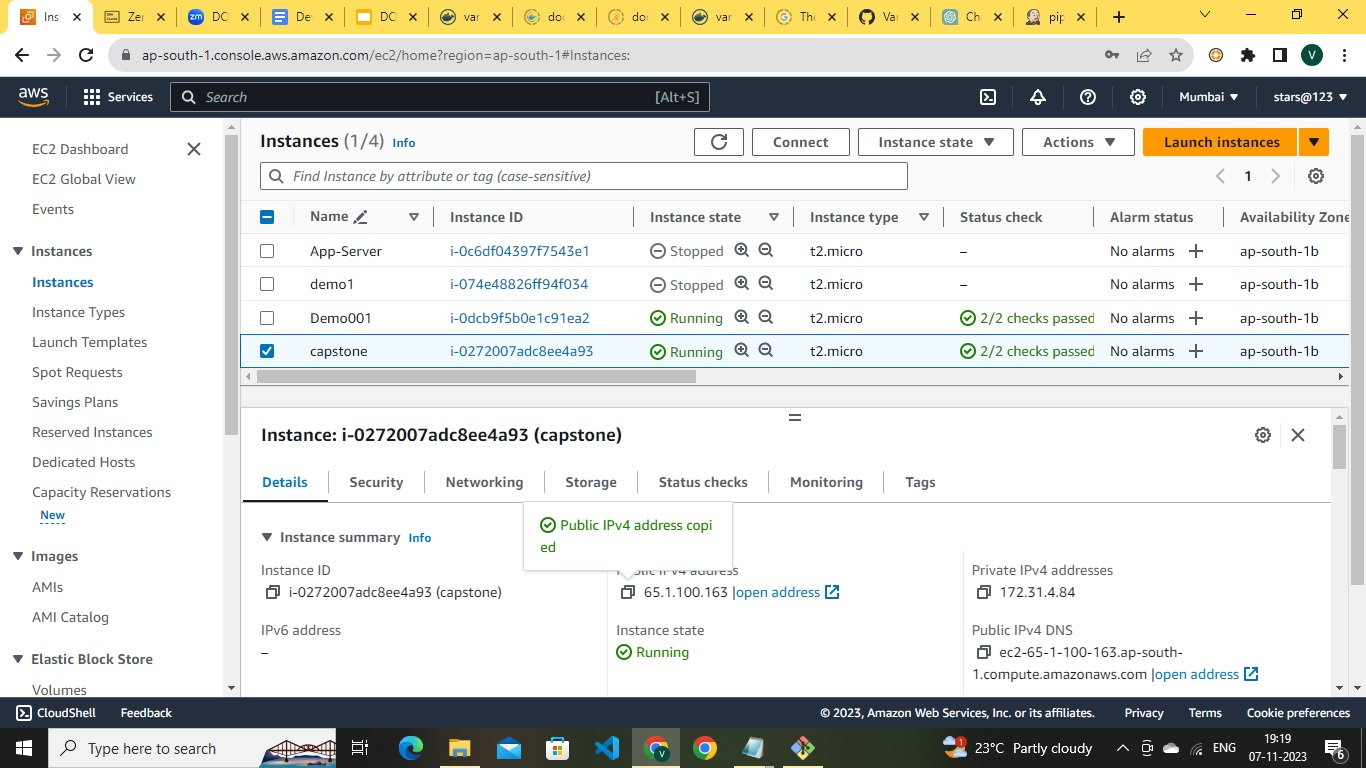 Ins
Zer
DC
De
DC
var
doc
doc
var
The
Var
Cha
pip
ap-south-1.console.aws.amazon.com/ec2/home?region=ap-south-1#Instances:
V
aws
Services
Search
[Alt+S]
Mumbai
stars@123
EC2 Dashboard
EC2 Global View
Events
Instances
Instances
Instance Types
Launch Templates
Spot Requests
Savings Plans
Reserved Instances
Dedicated Hosts
Capacity Reservations
New
Images
AMIs
AMI Catalog
Elastic Block Store
Volumes
Instances (1/4) Info
Connect
Instance state
Actions
Launch instances
Find Instance by attribute or tag (case-sensitive)
1
Name Instance ID Instance state Instance type Status check Alarm status Availability Zone
App-Server i-0c6df04397f7543e1 Stopped t2.micro – No alarms + ap-south-1b
demo1 i-074e48826ff94f034 Stopped t2.micro – No alarms + ap-south-1b
Demo001 i-0dcb9f5b0e1c91ea2 Running t2.micro 2/2 checks passed No alarms + ap-south-1b
capstone i-0272007adc8ee4a93 Running t2.micro 2/2 checks passed No alarms + ap-south-1b
Instance: i-0272007adc8ee4a93 (capstone)
Details
Security
Networking
Storage
Status checks
Monitoring
Tags
Public IPv4 address copi
ed
Instance summary Info
Instance ID
i-0272007adc8ee4a93 (capstone)
IPv6 address
–
Public IPv4 address
65.1.100.163 |open address
Instance state
Running
Private IPv4 addresses
172.31.4.84
Public IPv4 DNS
ec2-65-1-100-163.ap-south-
1.compute.amazonaws.com |open address
CloudShell
Feedback
© 2023, Amazon Web Services, Inc. or its affiliates.
Privacy
Terms
Cookie preferences
Type here to search
V
1
23°C Partly cloudy
ENG
19:19
07-11-2023
6